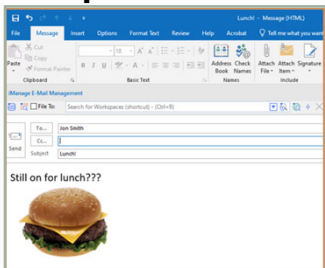 Lunch! - Message (HTML)
File Message Insert Options Format Text Review Help Acrobat Tell me what you want
Paste
Cut
Copy
Format Painter
Clipboard
18
B I U
Basic Text
Address Book
Check Names
Names
Attach File
Attach Item
Signature
Include
iManage E-Mail Management
File To: Search for Workspaces (shortcut) - (Ctrl+R)
Send
To... Jon Smith
Cc...
Subject Lunch!
Still on for lunch???